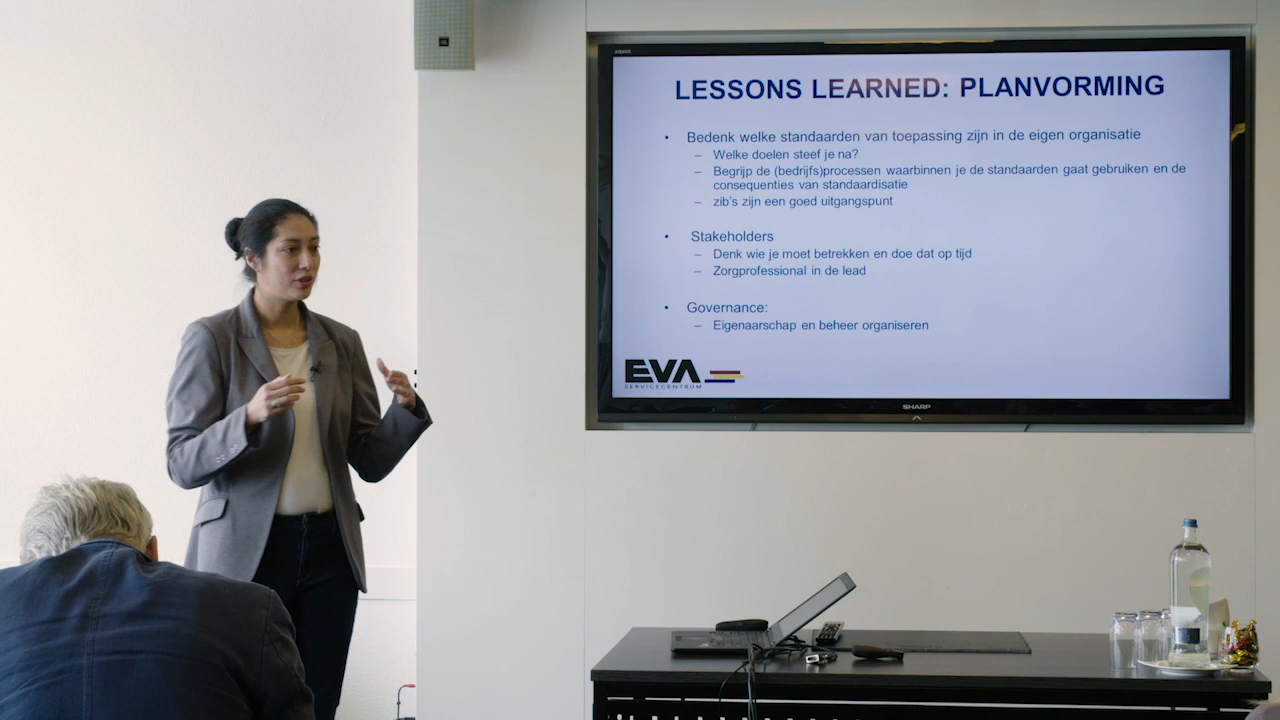 LESSONS LEARNED: PLANVORMING
• Bedenk welke standaarden van toepassing zijn in de eigen organisatie
– Welke doelen steef je na?
– Begrijp de (bedrijfs)processen waarbinnen je de standaarden gaat gebruiken en de
consequenties van standaardisatie
– zib's zijn een goed uitgangspunt
• Stakeholders
– Denk wie je moet betrekken en doe dat op tijd
– Zorgprofessional in de lead
• Governance:
– Eigenaarschap en beheer organiseren
EVA
SERVICECENTRUM
SHARP